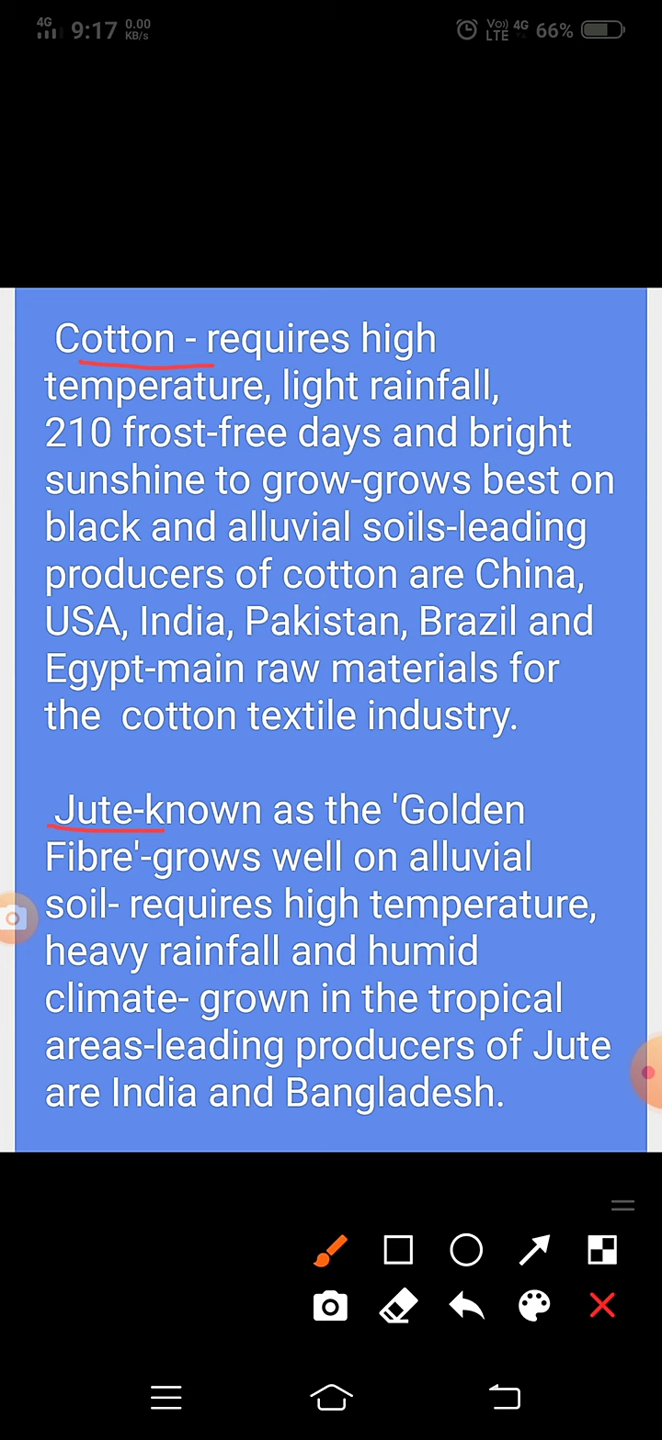 4G 9:17 0.00 KB/s Vo)) LTE 4G 66%
Cotton - requires high
temperature, light rainfall,
210 frost-free days and bright
sunshine to grow-grows best on
black and alluvial soils-leading
producers of cotton are China,
USA, India, Pakistan, Brazil and
Egypt-main raw materials for
the  cotton textile industry.
Jute-known as the 'Golden
Fibre'-grows well on alluvial
soil- requires high temperature,
heavy rainfall and humid
climate- grown in the tropical
areas-leading producers of Jute
are India and Bangladesh.